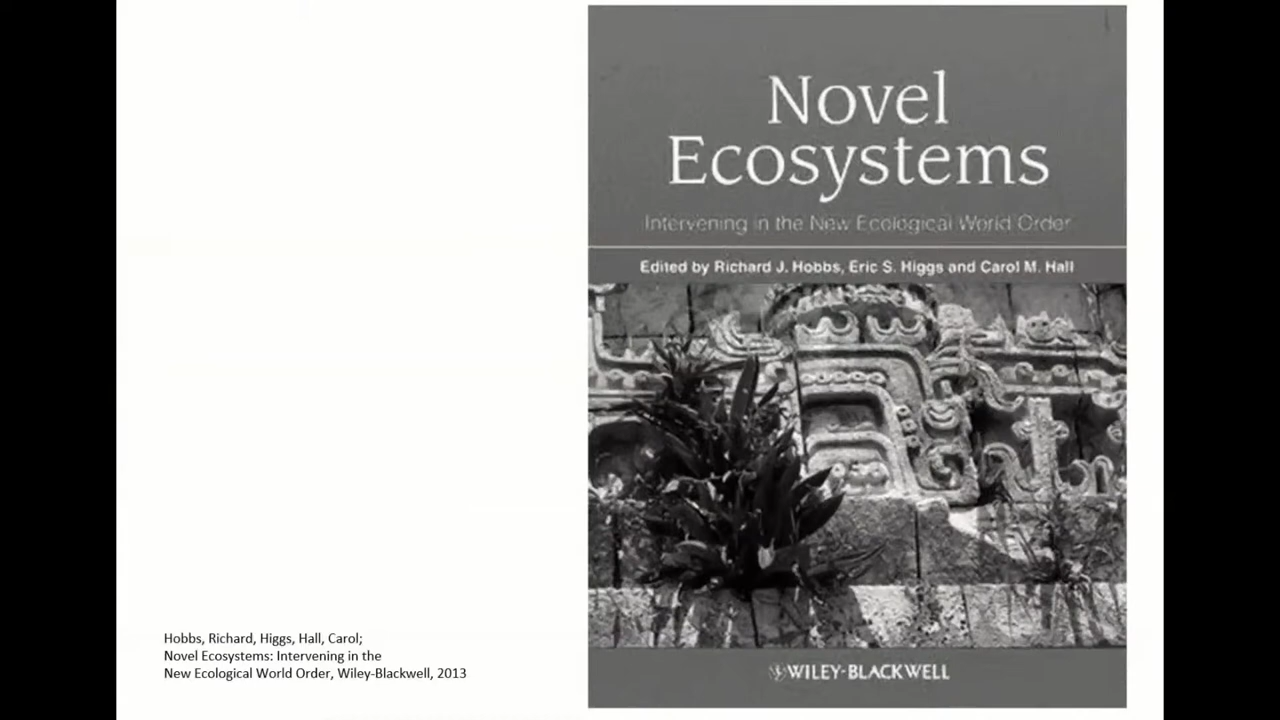 Novel
Ecosystems
Intervening in the New Ecological World Order
Edited by Richard J. Hobbs, Eric S. Higgs and Carol M. Hall
WILEY-BLACKWELL
Hobbs, Richard, Higgs, Hall, Carol;
Novel Ecosystems: Intervening in the
New Ecological World Order, Wiley-Blackwell, 2013